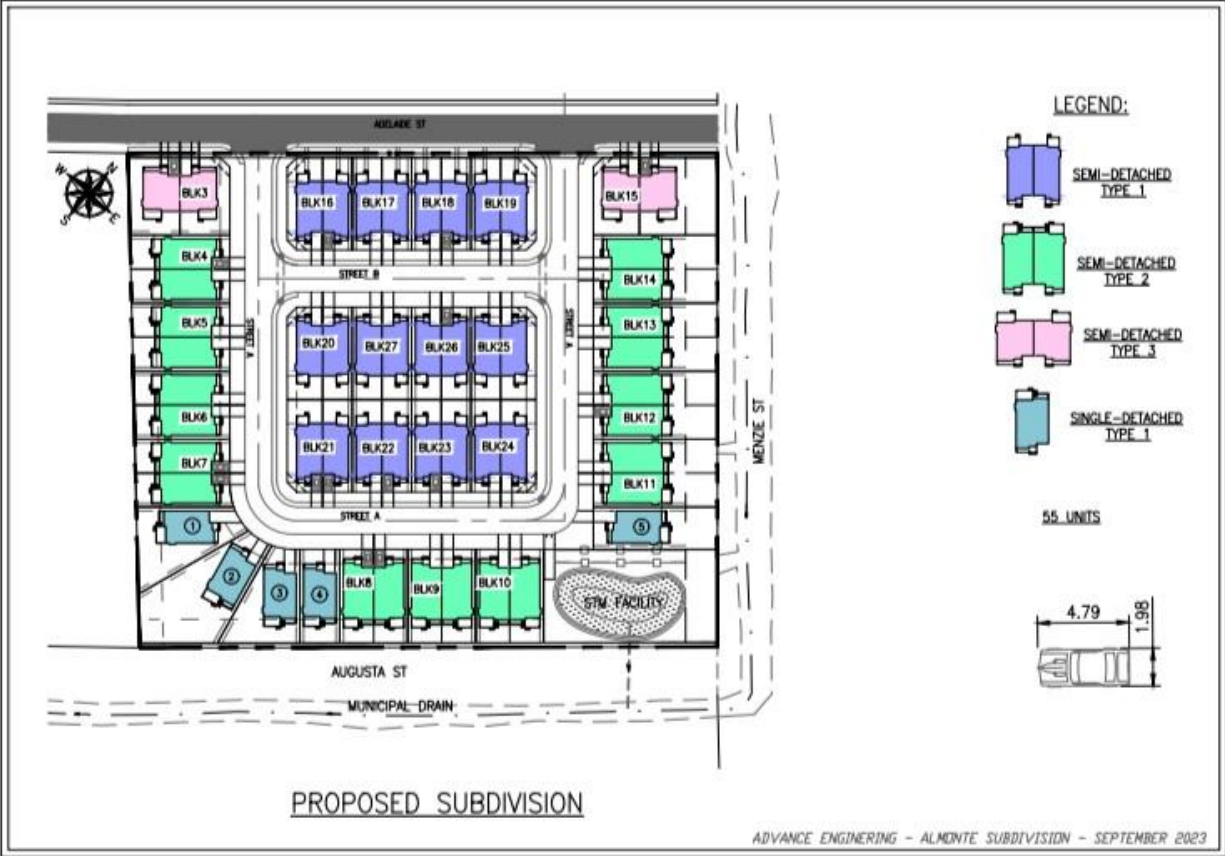 LEGEND:
ADELAIDE ST
W
N
S
E
BLK3
BLK16
BLK17
BLK18
BLK19
BLK15
SEMI-DETACHED
TYPE 1
BLK4
STREET B
BLK14
SEMI-DETACHED
TYPE 2
BLK5
STREET A
BLK20
BLK27
BLK26
BLK25
STREET A
BLK13
SEMI-DETACHED
TYPE 3
BLK6
BLK12
MENZIE ST
SINGLE-DETACHED
TYPE 1
BLK7
BLK21
BLK22
BLK23
BLK24
BLK11
1
STREET A
5
55 UNITS
2
3
4
BLK8
BLK9
BLK10
STM FACILITY
4.79
1.98
AUGUSTA ST
MUNICIPAL DRAIN
PROPOSED SUBDIVISION
ADVANCE ENGINERING - ALMONTE SUBDIVISION - SEPTEMBER 2023